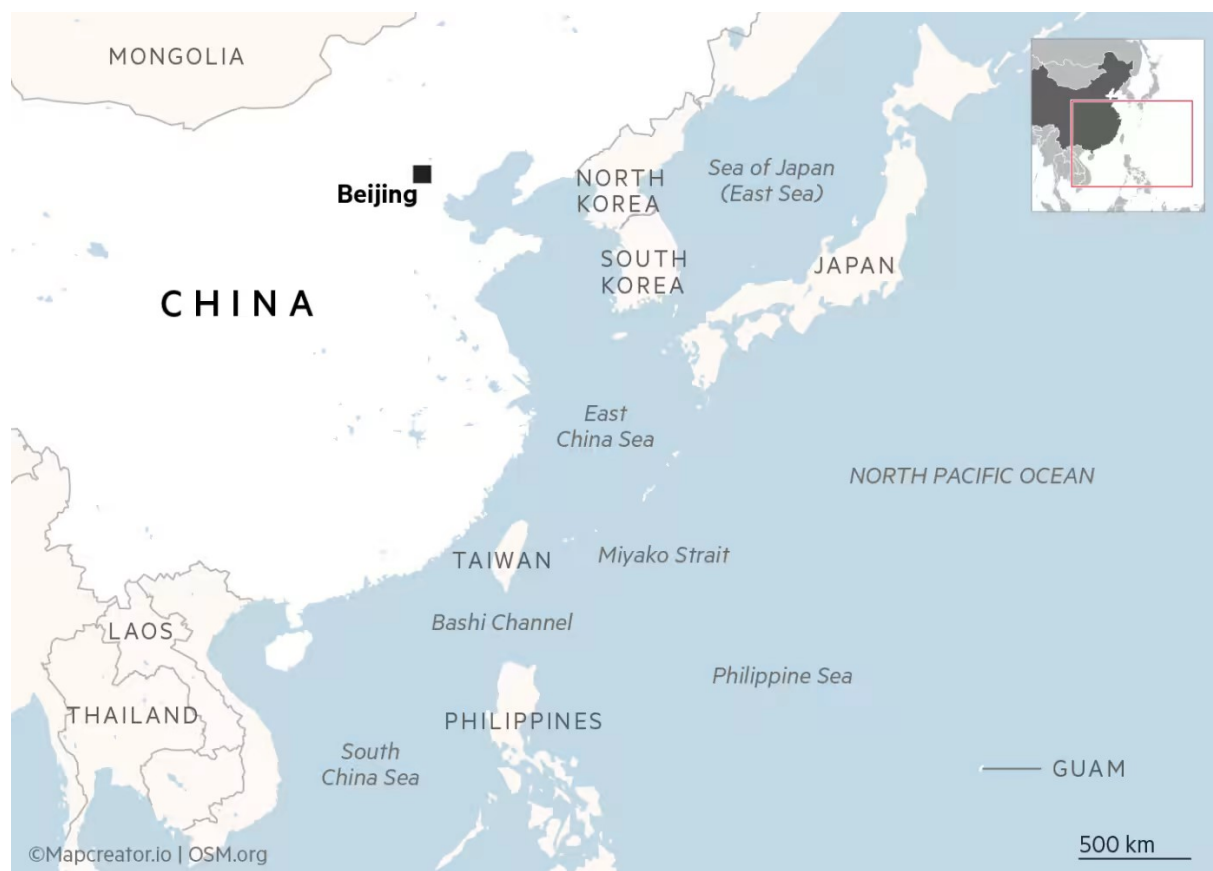 MONGOLIA
Beijing
NORTH
KOREA
Sea of Japan
(East Sea)
SOUTH
KOREA
JAPAN
CHINA
East
China Sea
NORTH PACIFIC OCEAN
TAIWAN
Miyako Strait
Bashi Channel
LAOS
Philippine Sea
THAILAND
PHILIPPINES
South
China Sea
GUAM
500 km
©Mapcreator.io | OSM.org